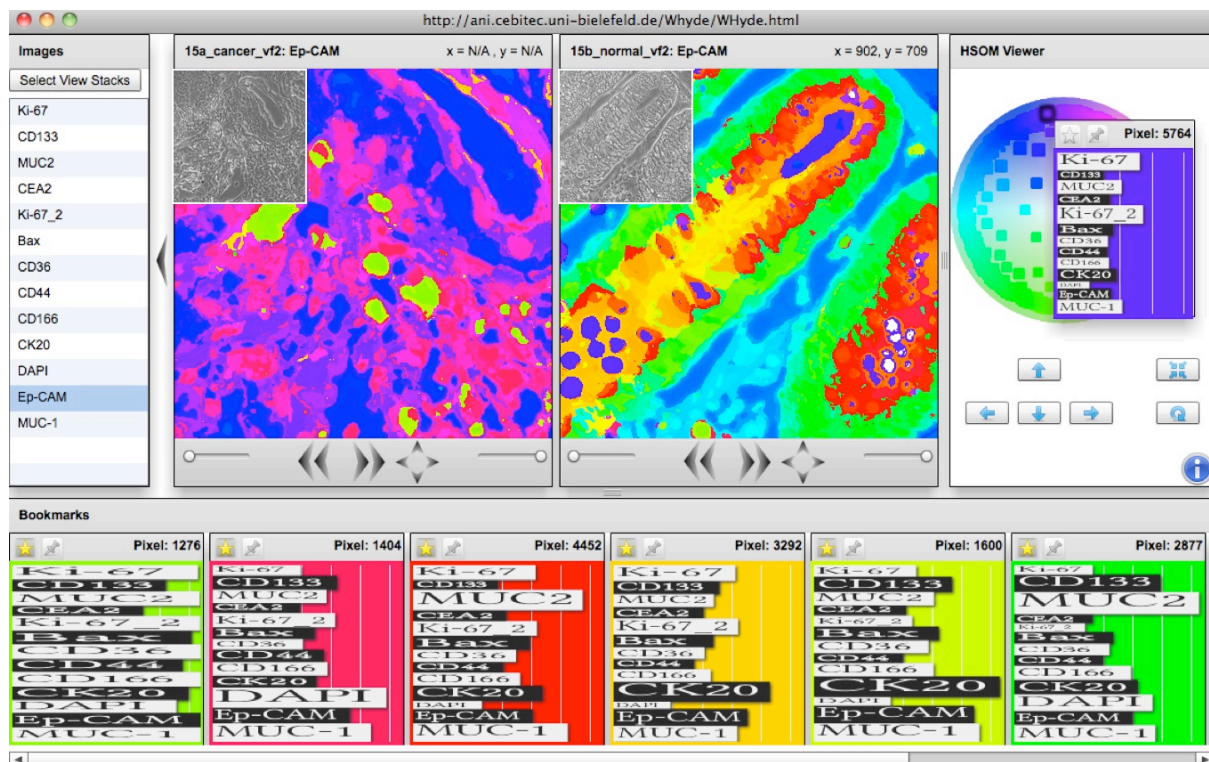 http://ani.cebitec.uni-bielefeld.de/Whyde/WHyde.html
Images
Select View Stacks
Ki-67
CD133
MUC2
CEA2
Ki-67_2
Bax
CD36
CD44
CD166
CK20
DAPI
Ep-CAM
MUC-1
15a_cancer_vf2: Ep-CAM x = N/A , y = N/A
15b_normal_vf2: Ep-CAM x = 902, y = 709
HSOM Viewer
Pixel: 5764
Ki-67
CD133
MUC2
CEA2
Ki-67_2
Bax
CD36
CD44
CD166
CK20
DAPI
Ep-CAM
MUC-1
Bookmarks
Pixel: 1276
Ki-67
CD133
MUC2
CEA2
Ki-67_2
Bax
CD36
CD44
CD166
CK20
DAPI
Ep-CAM
MUC-1
Pixel: 1404
Ki-67
CD133
MUC2
CEA2
Ki-67_2
Bax
CD36
CD44
CD166
CK20
DAPI
Ep-CAM
MUC-1
Pixel: 4452
Ki-67
CD133
MUC2
CEA2
Ki-67_2
Bax
CD36
CD44
CD166
CK20
DAPI
Ep-CAM
MUC-1
Pixel: 3292
Ki-67
CD133
MUC2
CEA2
Ki-67_2
Bax
CD36
CD44
CD166
CK20
DAPI
Ep-CAM
MUC-1
Pixel: 1600
Ki-67
CD133
MUC2
CEA2
Ki-67_2
Bax
CD36
CD44
CD166
CK20
DAPI
Ep-CAM
MUC-1
Pixel: 2877
Ki-67
CD133
MUC2
CEA2
Ki-67_2
Bax
CD36
CD44
CD166
CK20
DAPI
Ep-CAM
MUC-1